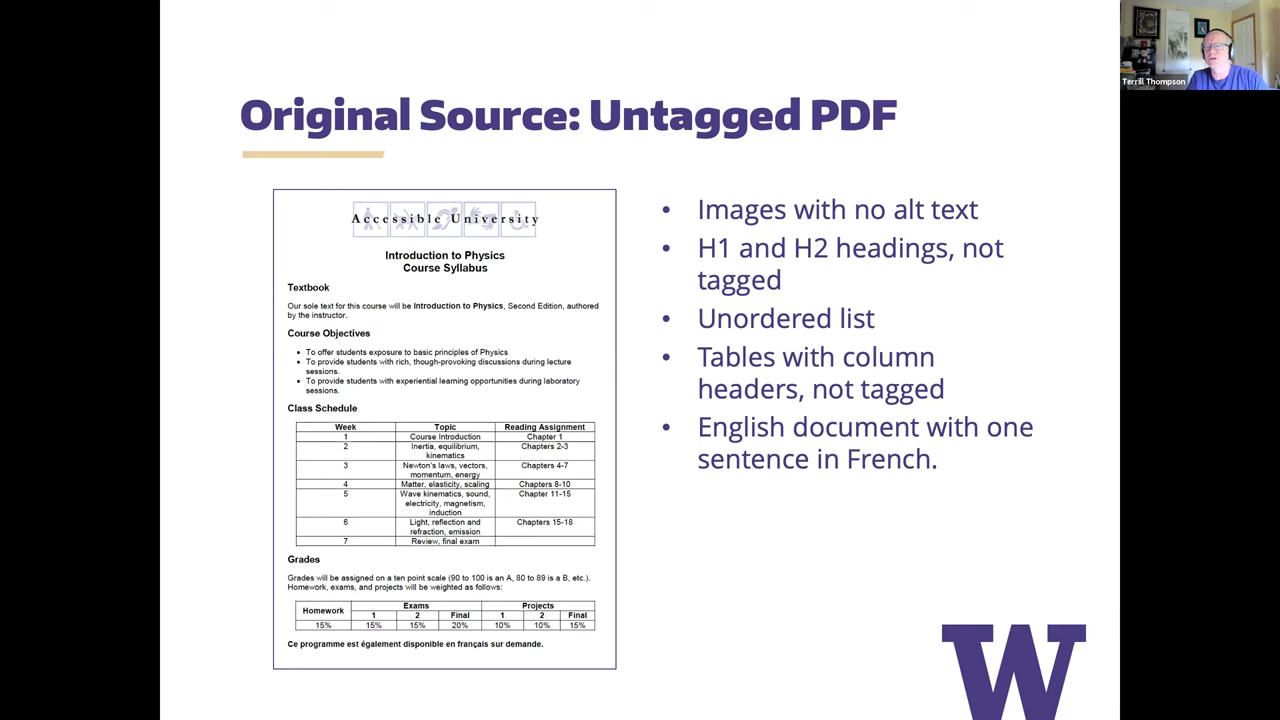 Terrill Thompson
Original Source: Untagged PDF
Accessible University
Introduction to Physics
Course Syllabus
Textbook
Our sole text for this course will be Introduction to Physics, Second Edition, authored
by the instructor.
Course Objectives
• To offer students exposure to basic principles of Physics
• To provide students with rich, though-provoking discussions during lecture
sessions.
• To provide students with experiential learning opportunities during laboratory
sessions.
Class Schedule
Week Topic Reading Assignment
1 Course Introduction Chapter 1
2 Inertia, equilibrium, Chapters 2-3
kinematics
3 Newton's laws, vectors, Chapters 4-7
momentum, energy
4 Matter, elasticity, scaling Chapters 8-10
5 Wave kinematics, sound, Chapter 11-15
electricity, magnetism,
induction
6 Light, reflection and Chapters 15-18
refraction, emission
7 Review, final exam
Grades
Grades will be assigned on a ten point scale (90 to 100 is an A, 80 to 89 is a B, etc.).
Homework, exams, and projects will be weighted as follows:
Homework Exams Projects
1 2 Final 1 2 Final
15% 15% 15% 20% 10% 10% 15%
Ce programme est également disponible en français sur demande.
• Images with no alt text
• H1 and H2 headings, not
tagged
• Unordered list
• Tables with column
headers, not tagged
• English document with one
sentence in French.
W